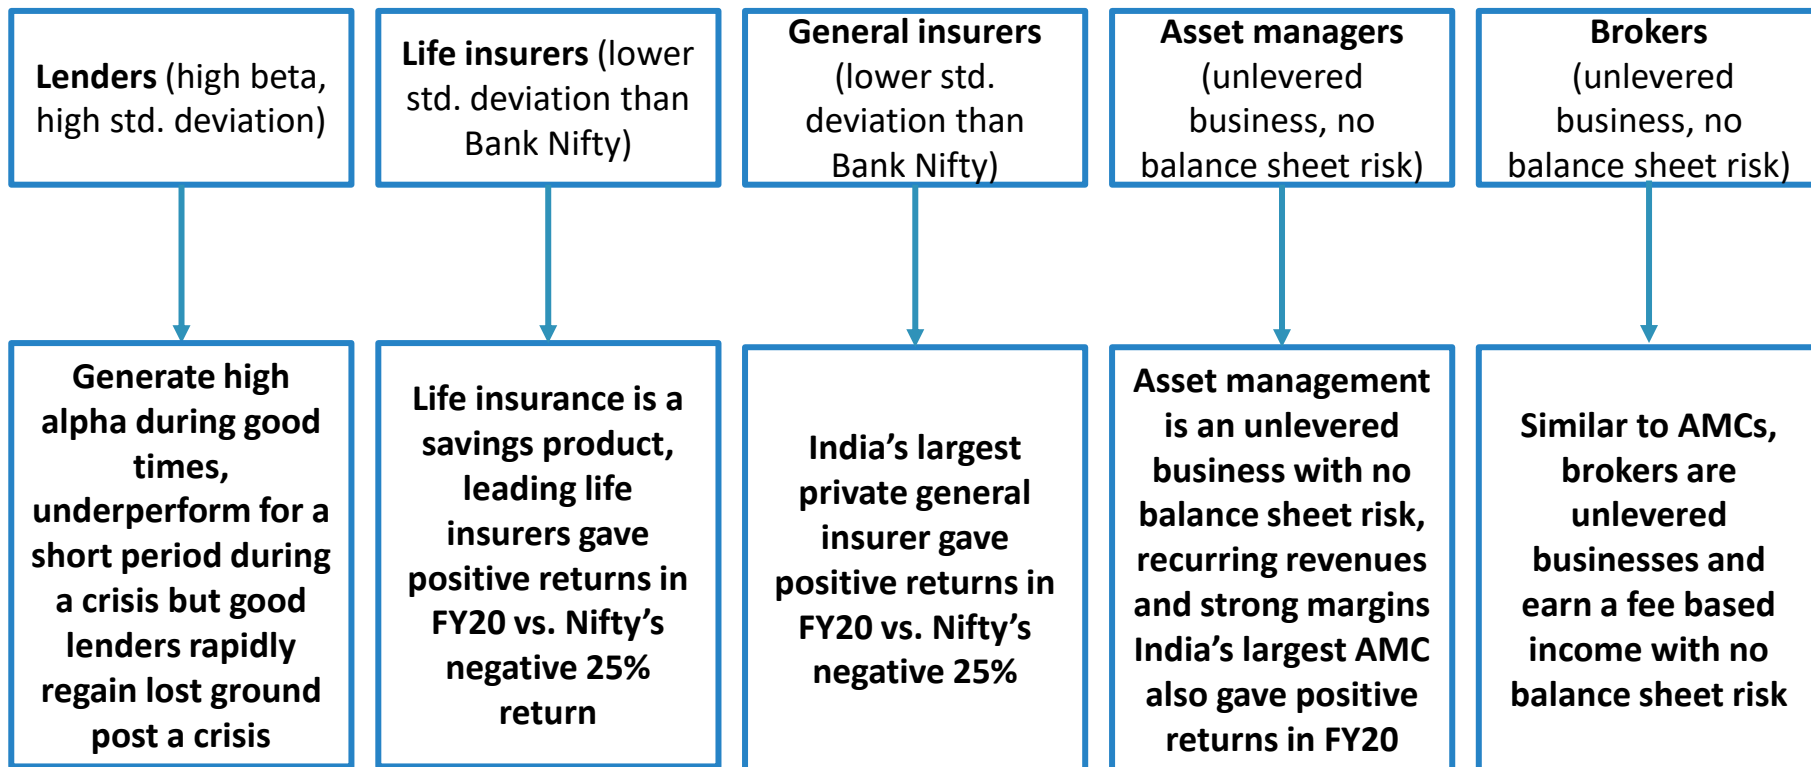 Lenders (high beta,
high std. deviation)
Life insurers (lower
std. deviation than
Bank Nifty)
General insurers
(lower std.
deviation than
Bank Nifty)
Asset managers
(unlevered
business, no
balance sheet risk)
Brokers
(unlevered
business, no
balance sheet risk)
Generate high
alpha during good
times,
underperform for a
short period during
a crisis but good
lenders rapidly
regain lost ground
post a crisis
Life insurance is a
savings product,
leading life
insurers gave
positive returns in
FY20 vs. Nifty’s
negative 25%
return
India’s largest
private general
insurer gave
positive returns in
FY20 vs. Nifty’s
negative 25%
Asset management
is an unlevered
business with no
balance sheet risk,
recurring revenues
and strong margins
India’s largest AMC
also gave positive
returns in FY20
Similar to AMCs,
brokers are
unlevered
businesses and
earn a fee based
income with no
balance sheet risk